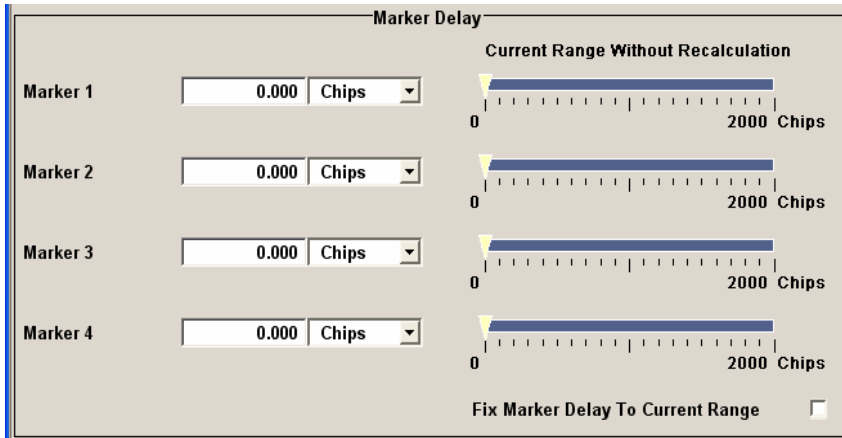 Marker Delay
Current Range Without Recalculation
Marker 1 0.000 Chips
0 2000 Chips
Marker 2 0.000 Chips
0 2000 Chips
Marker 3 0.000 Chips
0 2000 Chips
Marker 4 0.000 Chips
0 2000 Chips
Fix Marker Delay To Current Range